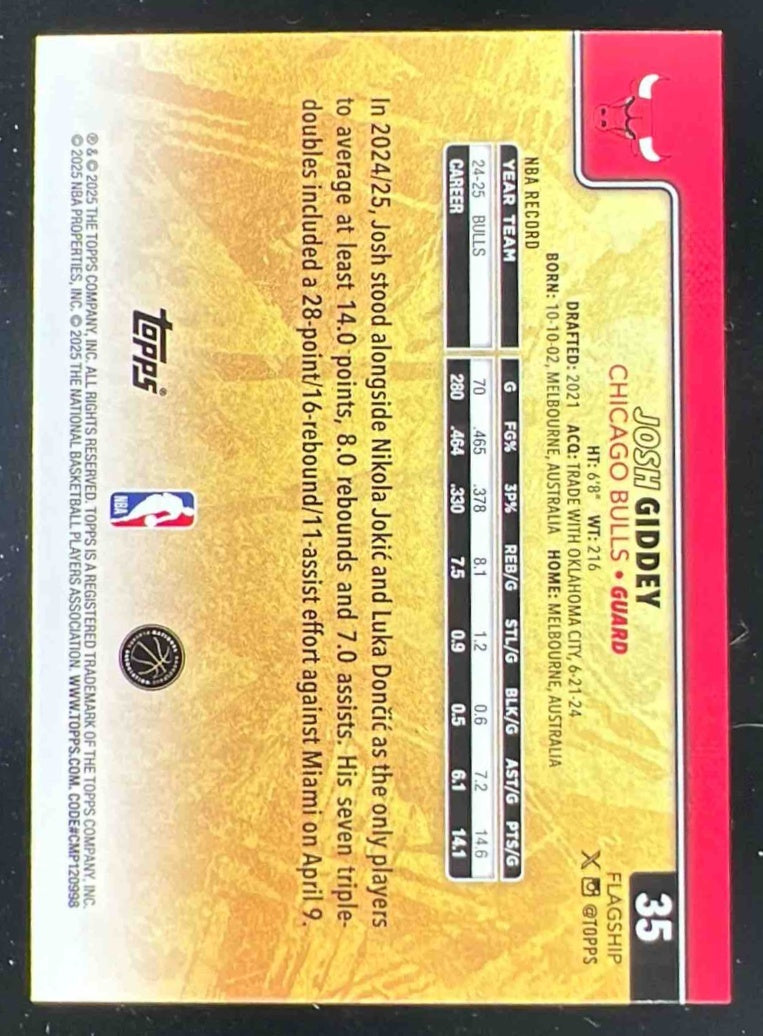 35
JOSH GIDDEY
CHICAGO BULLS • GUARD
FLAGSHIP
@TOPPS
HT: 6'8" WT: 216
DRAFTED: 2021 ACQ: TRADE WITH OKLAHOMA CITY, 6-21-24
BORN: 10-10-02, MELBOURNE, AUSTRALIA HOME: MELBOURNE, AUSTRALIA
NBA RECORD
YEAR TEAM G FG% 3P% REB/G STL/G BLK/G AST/G PTS/G
24-25 BULLS 70 .465 .378 8.1 1.2 0.6 7.2 14.6
CAREER 280 .464 .330 7.5 0.9 0.5 6.1 14.1
In 2024/25, Josh stood alongside Nikola Jokić and Luka Dončić as the only players
to average at least 14.0 points, 8.0 rebounds and 7.0 assists. His seven triple-
doubles included a 28-point/16-rebound/11-assist effort against Miami on April 9.
topps®
NBA
® & © 2025 THE TOPPS COMPANY, INC. ALL RIGHTS RESERVED. TOPPS IS A REGISTERED TRADEMARK OF THE TOPPS COMPANY, INC.
© 2025 NBA PROPERTIES, INC. © 2025 THE NATIONAL BASKETBALL PLAYERS ASSOCIATION. WWW.TOPPS.COM. CODE#CMP120998